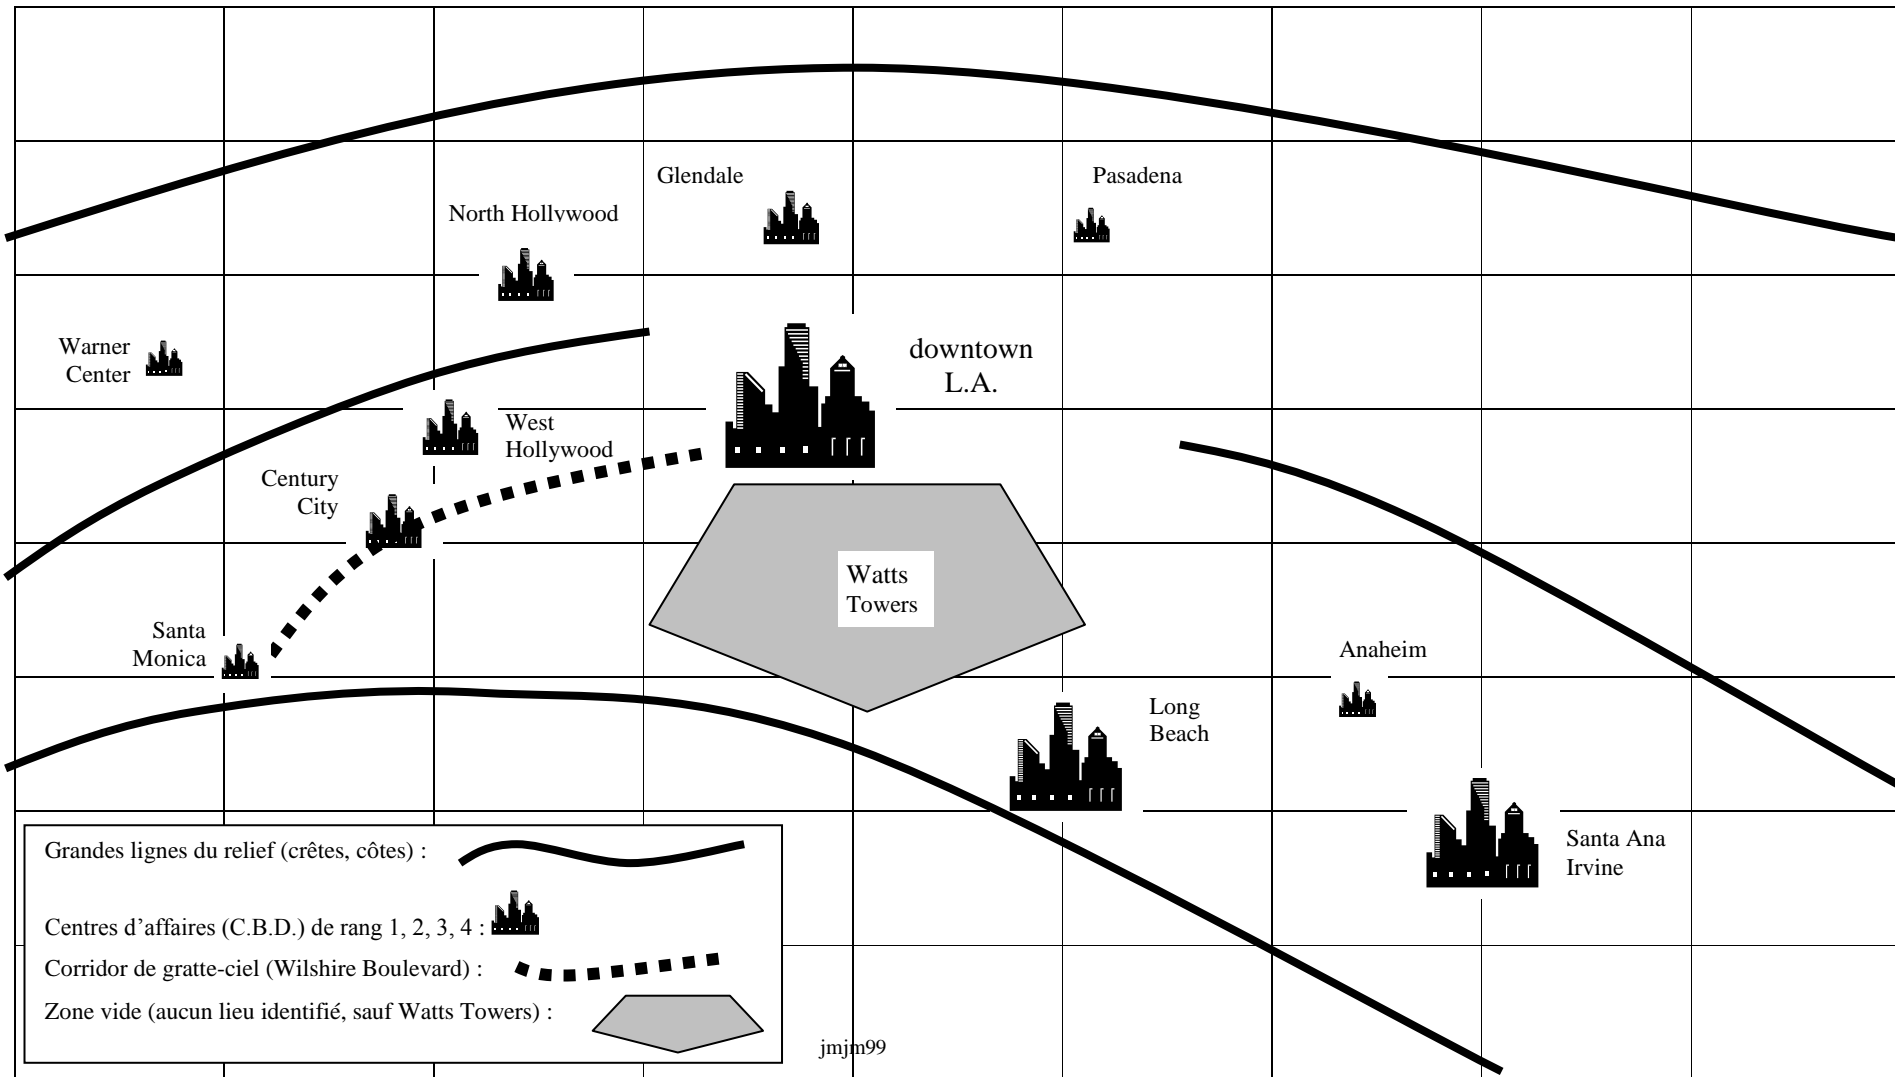 Glendale
Pasadena
North Hollywood
Warner
Center
downtown
L.A.
West
Hollywood
Century
City
Watts
Towers
Santa
Monica
Anaheim
Long
Beach
Santa Ana
Irvine
Grandes lignes du relief (crêtes, côtes) :
Centres d’affaires (C.B.D.) de rang 1, 2, 3, 4 :
Corridor de gratte-ciel (Wilshire Boulevard) :
Zone vide (aucun lieu identifié, sauf Watts Towers) :
jmjm99